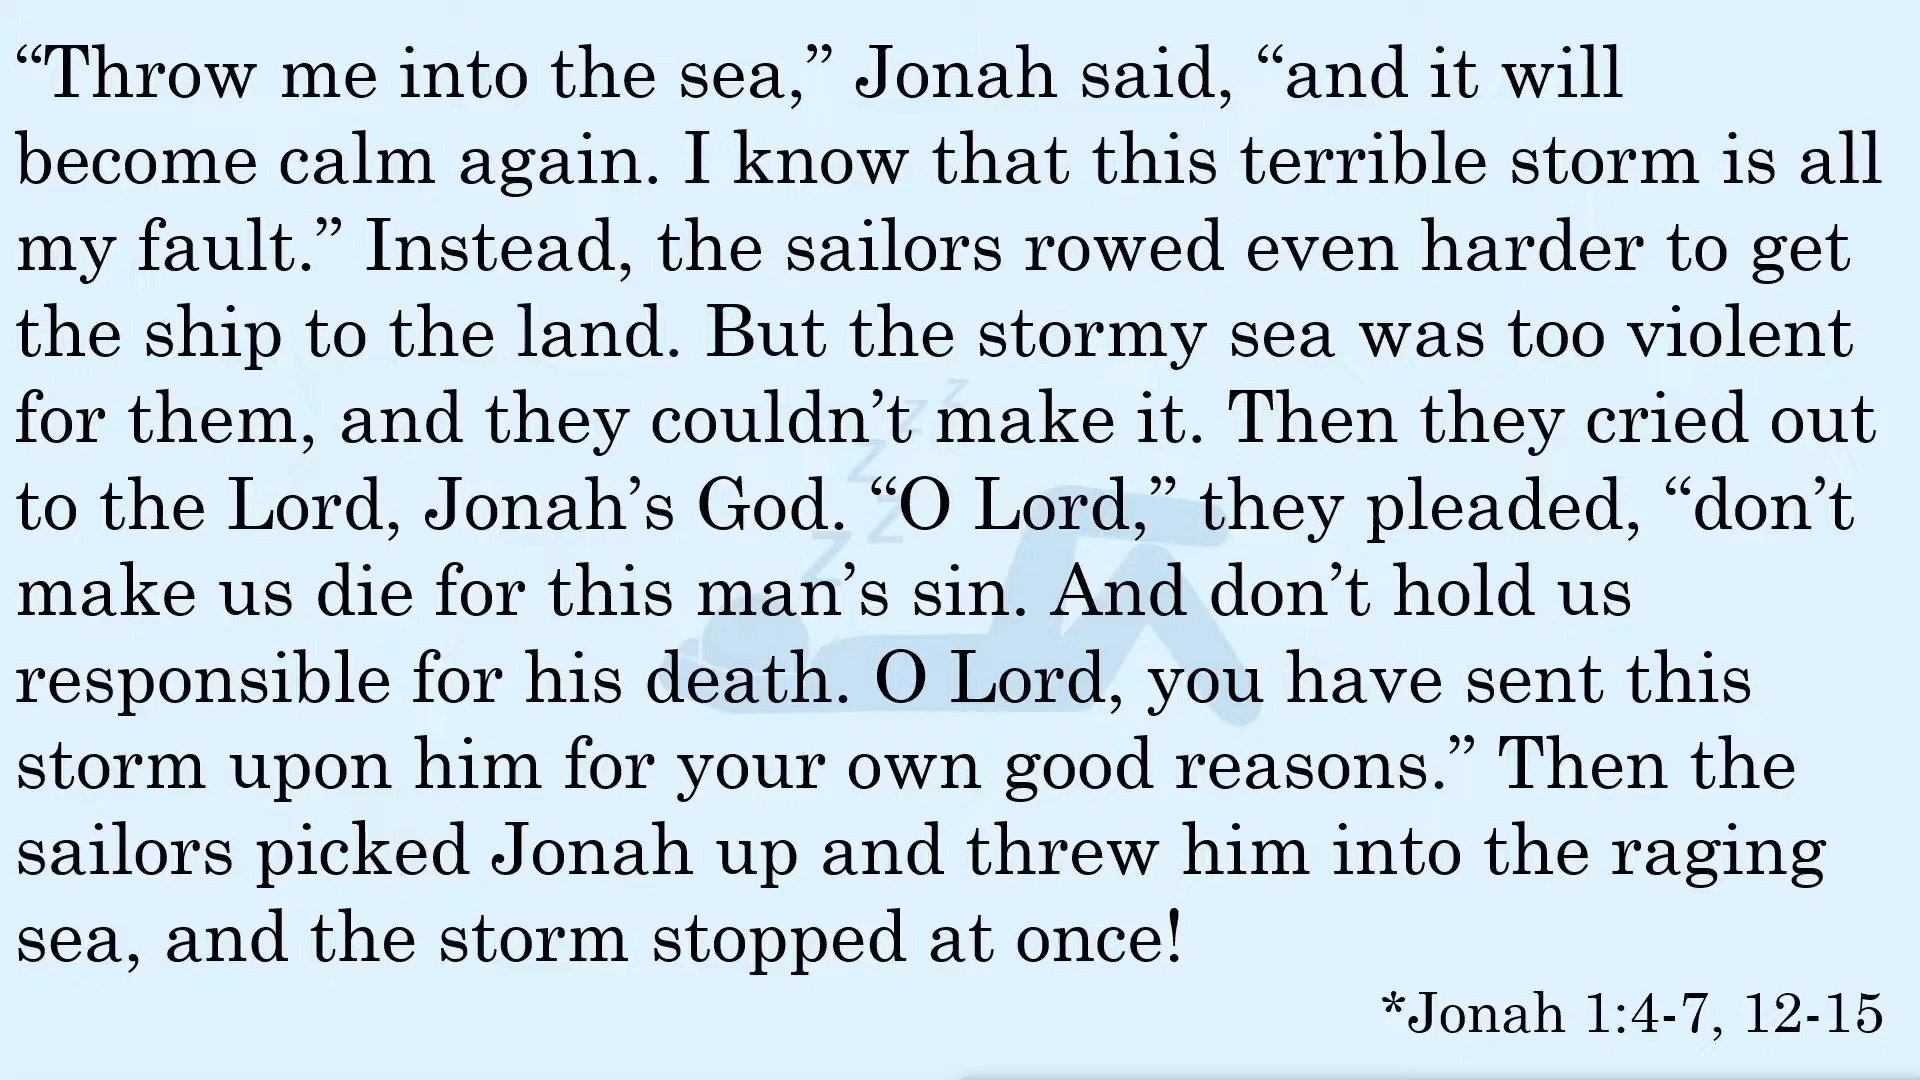 “Throw me into the sea,” Jonah said, “and it will
become calm again. I know that this terrible storm is all
my fault.” Instead, the sailors rowed even harder to get
the ship to the land. But the stormy sea was too violent
for them, and they couldn’t make it. Then they cried out
to the Lord, Jonah’s God. “O Lord,” they pleaded, “don’t
make us die for this man’s sin. And don’t hold us
responsible for his death. O Lord, you have sent this
storm upon him for your own good reasons.” Then the
sailors picked Jonah up and threw him into the raging
sea, and the storm stopped at once!
*Jonah 1:4-7, 12-15
z
z
z
z
z